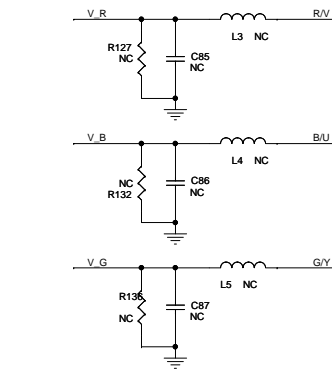 V_R R/V
L3 NC
R127
NC
C85
NC
V_B B/U
L4 NC
NC
R132
C86
NC
V_G G/Y
L5 NC
R136
NC
C87
NC